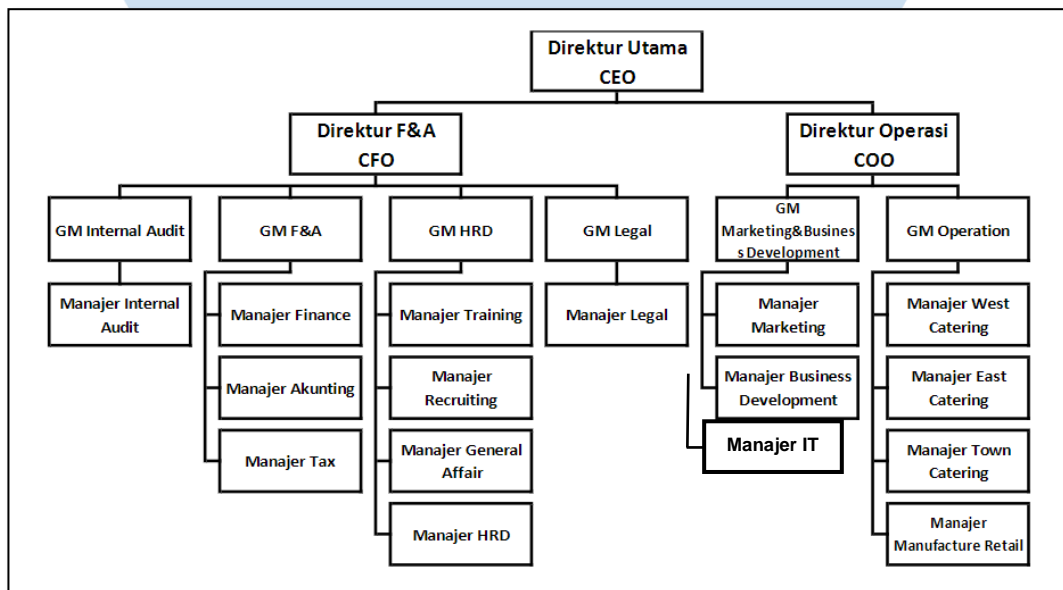 Direktur Utama
CEO
Direktur F&A
CFO
Direktur Operasi
COO
GM Internal Audit
GM F&A
GM HRD
GM Legal
GM
Marketing&Busines
s Development
GM Operation
Manajer Internal
Audit
Manajer Finance
Manajer Training
Manajer Legal
Manajer
Marketing
Manajer West
Catering
Manajer Akunting
Manajer
Recruiting
Manajer Business
Development
Manajer East
Catering
Manajer Tax
Manajer General
Affair
Manajer IT
Manajer Town
Catering
Manajer HRD
Manajer
Manufacture Retail